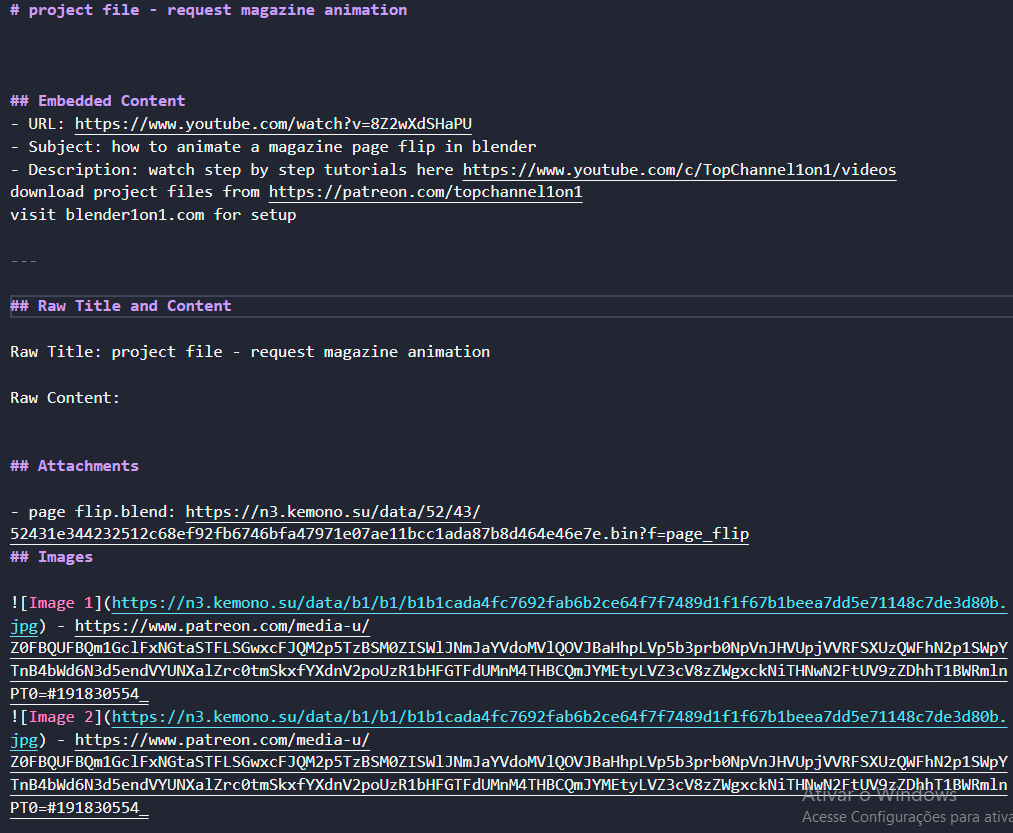 # project file - request magazine animation
## Embedded Content
- URL: https://www.youtube.com/watch?v=8Z2wXdSHaPU
- Subject: how to animate a magazine page flip in blender
- Description: watch step by step tutorials here https://www.youtube.com/c/TopChannel1on1/videos
download project files from https://patreon.com/topchannel1on1
visit blender1on1.com for setup
---
## Raw Title and Content
Raw Title: project file - request magazine animation
Raw Content:
## Attachments
- page flip.blend: https://n3.kemono.su/data/52/43/
52431e344232512c68ef92fb6746bfa47971e07ae11bcc1ada87b8d464e46e7e.bin?f=page_flip
## Images
![Image 1](https://n3.kemono.su/data/b1/b1/b1b1cada4fc7692fab6b2ce64f7f7489d1f1f67b1beea7dd5e71148c7de3d80b.
jpg) - https://www.patreon.com/media-u/
Z0FBQUFBQm1GclFxNGtaSTFLSGwxcFJQM2p5TzBSM0ZISWlJNmJaYVdoMVlQOVJBaHhpLVp5b3prb0NpVnJHVUpjVVRFSXUzQWFhN2p1SWpY
TnB4bWd6N3d5endVYUNXalZrc0tmSkxfYXdnV2poUzR1bHFGTFdUMnM4THBCQmJYMEtyLVZ3cV8zZWgxckNiTHNwN2FtUV9zZDhhT1BWRmln
PT0=#191830554_
![Image 2](https://n3.kemono.su/data/b1/b1/b1b1cada4fc7692fab6b2ce64f7f7489d1f1f67b1beea7dd5e71148c7de3d80b.
jpg) - https://www.patreon.com/media-u/
Z0FBQUFBQm1GclFxNGtaSTFLSGwxcFJQM2p5TzBSM0ZISWlJNmJaYVdoMVlQOVJBaHhpLVp5b3prb0NpVnJHVUpjVVRFSXUzQWFhN2p1SWpY
TnB4bWd6N3d5endVYUNXalZrc0tmSkxfYXdnV2poUzR1bHFGTFdUMnM4THBCQmJYMEtyLVZ3cV8zZWgxckNiTHNwN2FtUV9zZDhhT1BWRmln
PT0=#191830554_
Ativar o Windows
Acesse Configurações para ativa